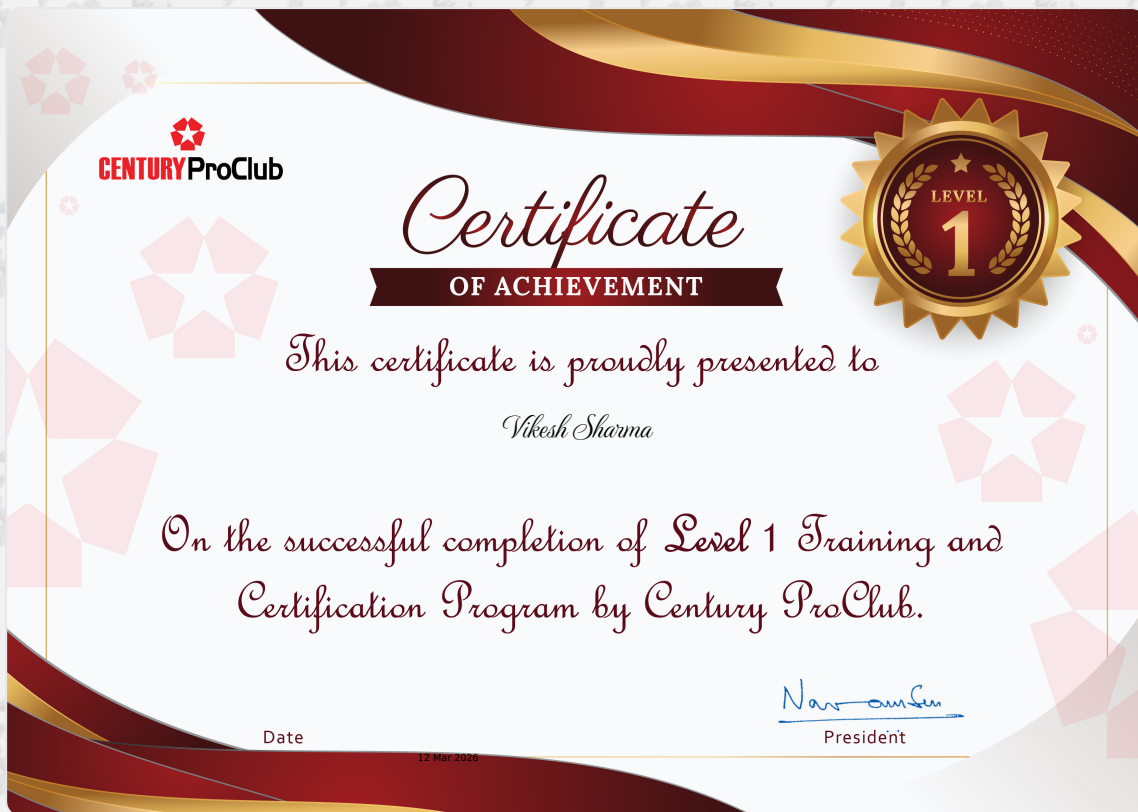 CENTURY ProClub
LEVEL
1
Certificate
OF ACHIEVEMENT
This certificate is proudly presented to
Vikesh Sharma
On the successful completion of Level 1 Training and
Certification Program by Century ProClub.
Date
President
12 Mar 2026